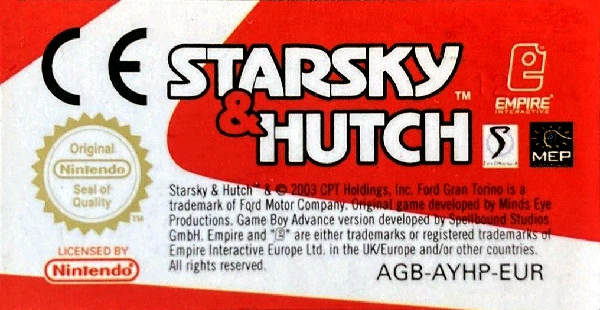 CE
STARSKY
& HUTCH™
EMPIRE®
INTERACTIVE
MEP
Original
Nintendo®
Seal of
Quality
TM
LICENSED BY
Nintendo®
Starsky & Hutch™ & © 2003 CPT Holdings, Inc. Ford Gran Torino is a
trademark of Ford Motor Company. Original game developed by Minds Eye
Productions. Game Boy Advance version developed by Spellbound Studios
GmbH. Empire and "e" are either trademarks or registered trademarks of
Empire Interactive Europe Ltd. in the UK/Europe and/or other countries.
All rights reserved.
AGB-AYHP-EUR